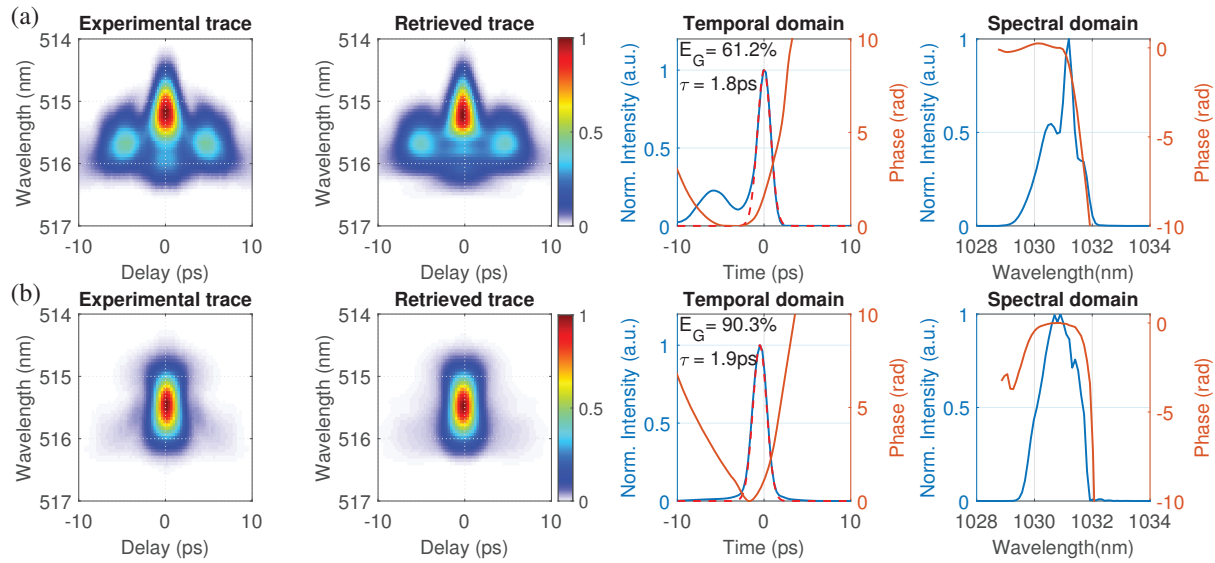 (a)
Experimental trace
514
515
516
517
Wavelength (nm)
-10
0
10
Delay (ps)
Retrieved trace
514
515
516
517
Wavelength (nm)
-10
0
10
Delay (ps)
1
0.5
0
Temporal domain
E_G = 61.2%
τ = 1.8ps
1
0.5
0
Norm. Intensity (a.u.)
10
5
0
Phase (rad)
-10
0
10
Time (ps)
Spectral domain
1
0.5
0
Norm. Intensity (a.u.)
0
-5
-10
Phase (rad)
1028
1030
1032
1034
Wavelength(nm)
(b)
Experimental trace
514
515
516
517
Wavelength (nm)
-10
0
10
Delay (ps)
Retrieved trace
514
515
516
517
Wavelength (nm)
-10
0
10
Delay (ps)
1
0.5
0
Temporal domain
E_G = 90.3%
τ = 1.9ps
1
0.5
0
Norm. Intensity (a.u.)
10
5
0
Phase (rad)
-10
0
10
Time (ps)
Spectral domain
1
0.5
0
Norm. Intensity (a.u.)
0
-5
-10
Phase (rad)
1028
1030
1032
1034
Wavelength(nm)